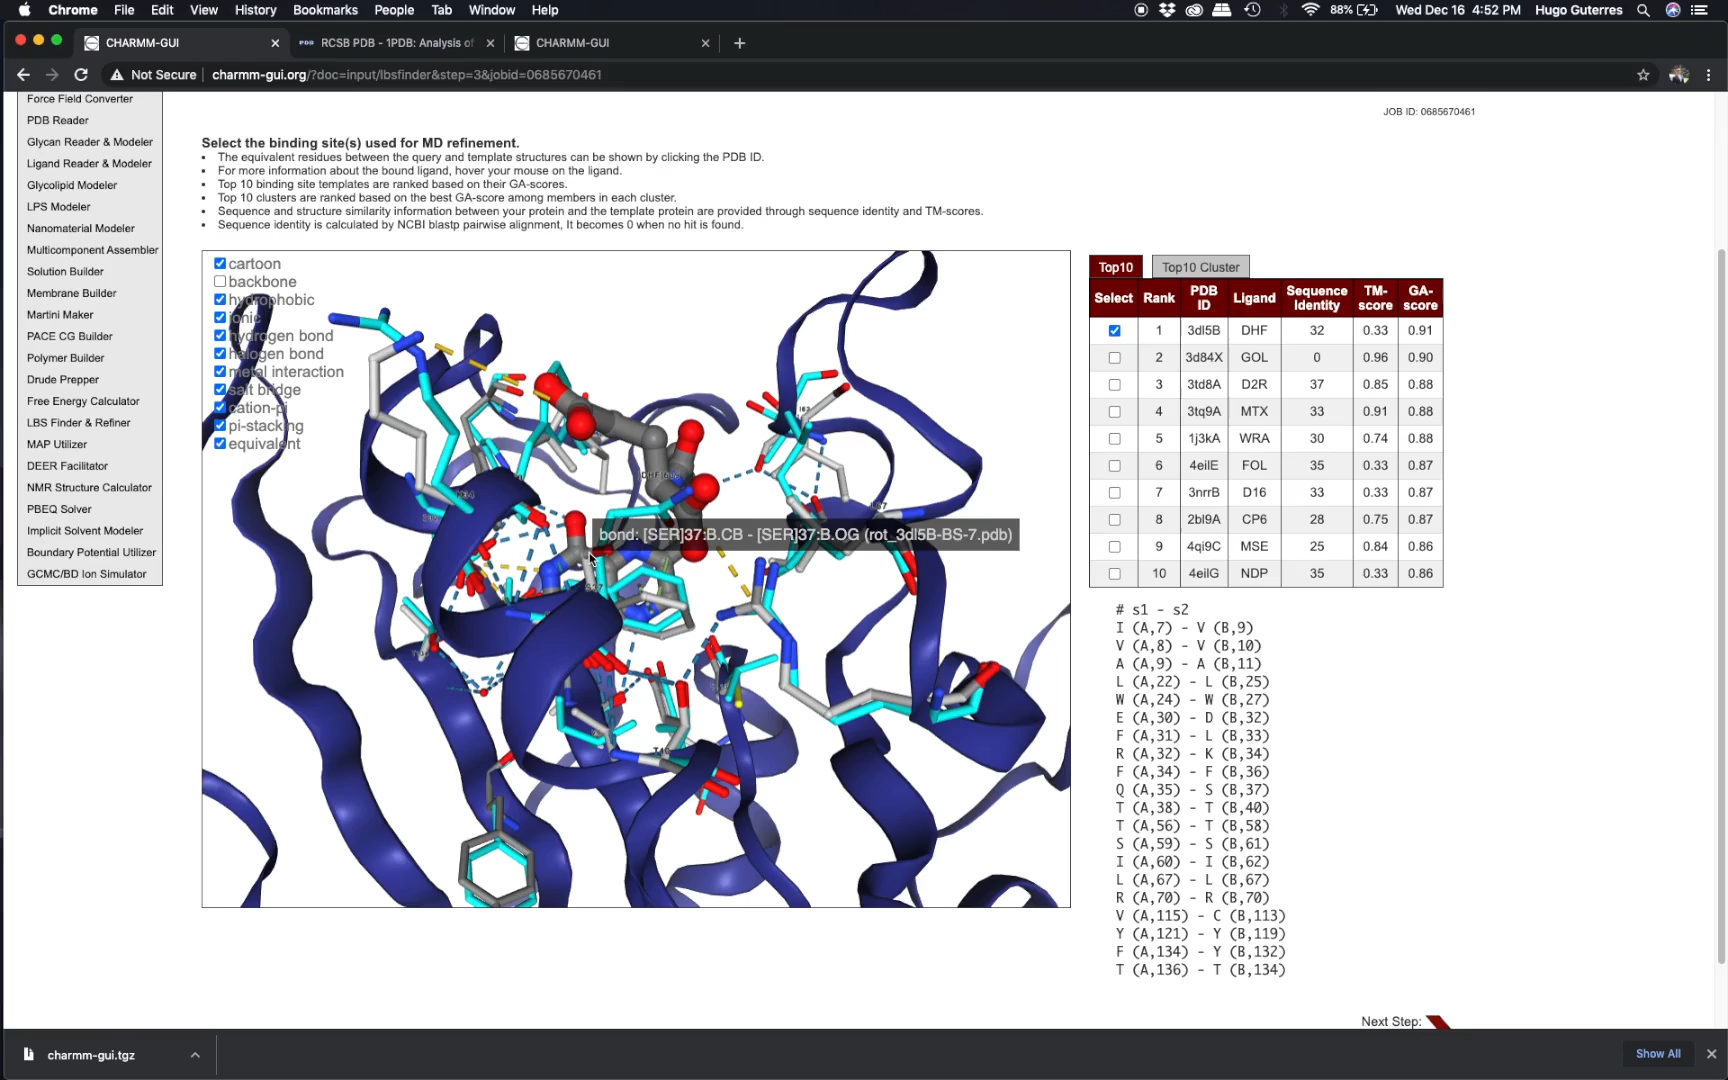 Chrome File Edit View History Bookmarks People Tab Window Help 88% Wed Dec 16 4:52 PM Hugo Guterres
CHARMM-GUI RCSB PDB - 1PDB: Analysis of CHARMM-GUI
Not Secure charmm-gui.org/?doc=input/lbsfinder&step=3&jobid=0685670461
Force Field Converter
PDB Reader
Glycan Reader & Modeler
Ligand Reader & Modeler
Glycolipid Modeler
LPS Modeler
Nanomaterial Modeler
Multicomponent Assembler
Solution Builder
Membrane Builder
Martini Maker
PACE CG Builder
Polymer Builder
Drude Prepper
Free Energy Calculator
LBS Finder & Refiner
MAP Utilizer
DEER Facilitator
NMR Structure Calculator
PBEQ Solver
Implicit Solvent Modeler
Boundary Potential Utilizer
GCMC/BD Ion Simulator
JOB ID: 0685670461
Select the binding site(s) used for MD refinement.
The equivalent residues between the query and template structures can be shown by clicking the PDB ID.
For more information about the bound ligand, hover your mouse on the ligand.
Top 10 binding site templates are ranked based on their GA-scores.
Top 10 clusters are ranked based on the best GA-score among members in each cluster.
Sequence and structure similarity information between your protein and the template protein are provided through sequence identity and TM-scores.
Sequence identity is calculated by NCBI blastp pairwise alignment, It becomes 0 when no hit is found.
cartoon
backbone
hydrophobic
ionic
hydrogen bond
halogen bond
metal interaction
salt bridge
cation-pi
pi-stacking
equivalent
bond: [SER]37:B.CB - [SER]37:B.OG (rot_3dl5B-BS-7.pdb)
Top10 Top10 Cluster
Select Rank PDB ID Ligand Sequence Identity TM-score GA-score
1 3dl5B DHF 32 0.33 0.91
2 3d84X GOL 0 0.96 0.90
3 3td8A D2R 37 0.85 0.88
4 3tq9A MTX 33 0.91 0.88
5 1j3kA WRA 30 0.74 0.88
6 4eilE FOL 35 0.33 0.87
7 3nrrB D16 33 0.33 0.87
8 2bl9A CP6 28 0.75 0.87
9 4qi9C MSE 25 0.84 0.86
10 4eilG NDP 35 0.33 0.86
# s1 - s2
I (A,7) - V (B,9)
V (A,8) - V (B,10)
A (A,9) - A (B,11)
L (A,22) - L (B,25)
W (A,24) - W (B,27)
E (A,30) - D (B,32)
F (A,31) - L (B,33)
R (A,32) - K (B,34)
F (A,34) - F (B,36)
Q (A,35) - S (B,37)
T (A,38) - T (B,40)
T (A,56) - T (B,58)
S (A,59) - S (B,61)
I (A,60) - I (B,62)
L (A,67) - L (B,67)
R (A,70) - R (B,70)
V (A,115) - C (B,113)
Y (A,121) - Y (B,119)
F (A,134) - Y (B,132)
T (A,136) - T (B,134)
Next Step:
charmm-gui.tgz Show All